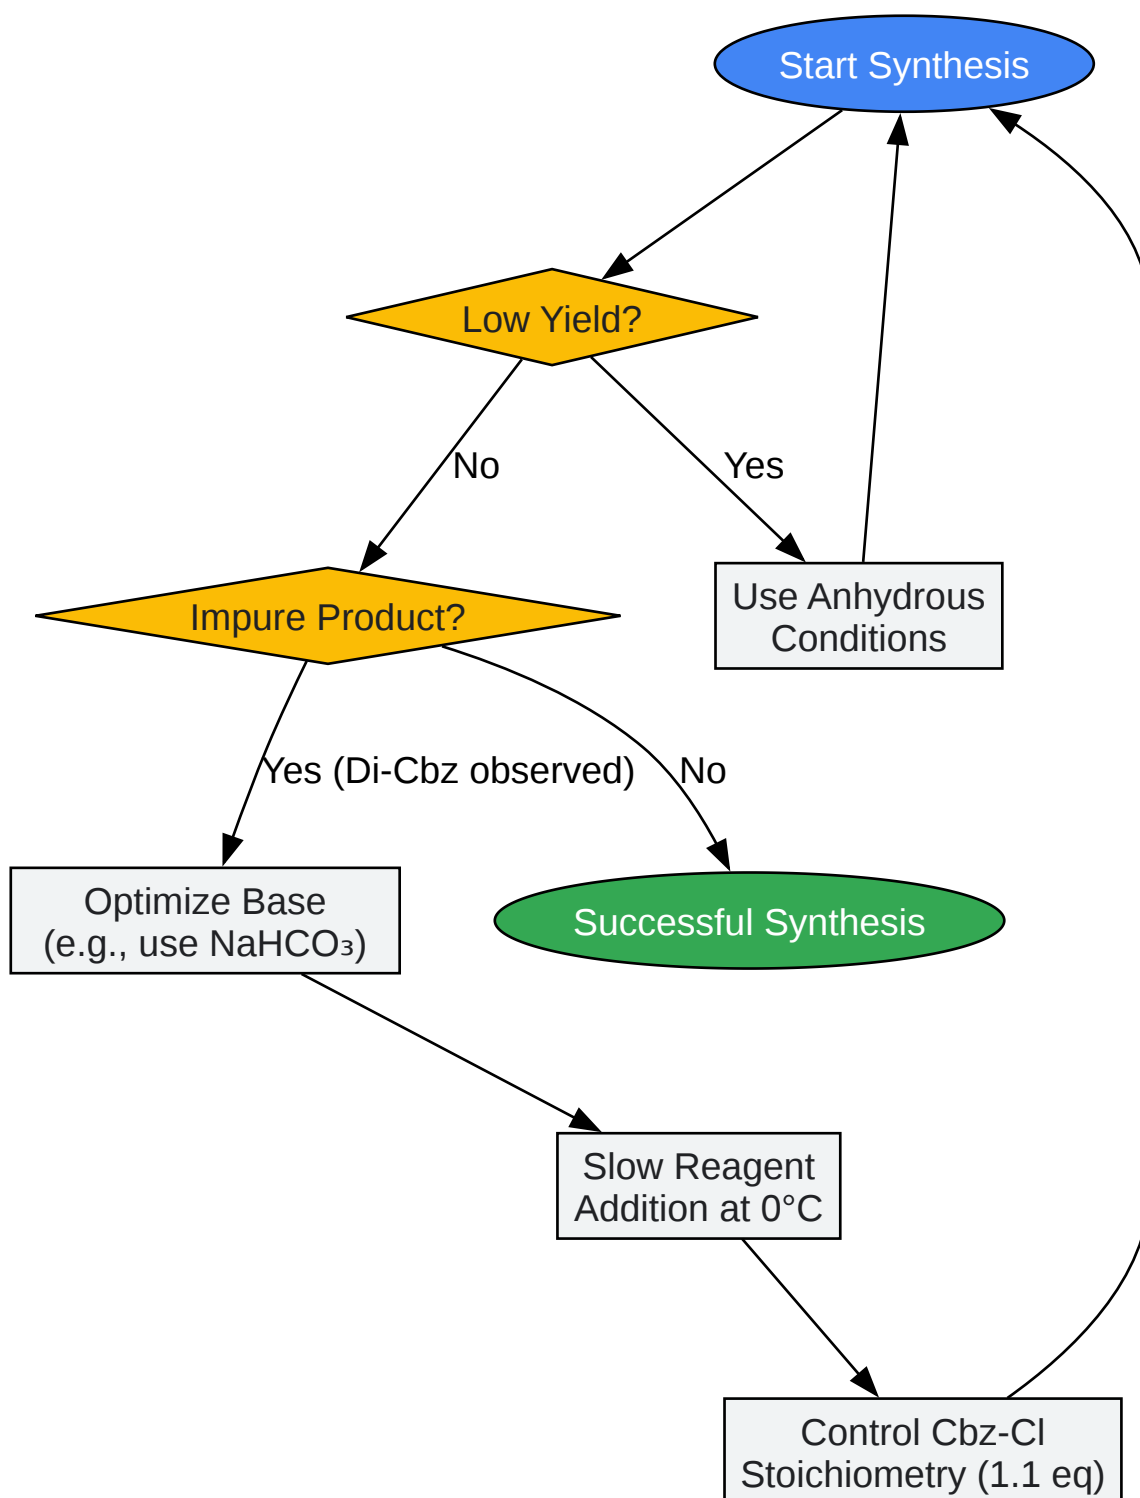 Start Synthesis
Low Yield?
No
Yes
Impure Product?
Use Anhydrous
Conditions
Yes (Di-Cbz observed)
No
Optimize Base
(e.g., use NaHCO₃)
Successful Synthesis
Slow Reagent
Addition at 0°C
Control Cbz-Cl
Stoichiometry (1.1 eq)